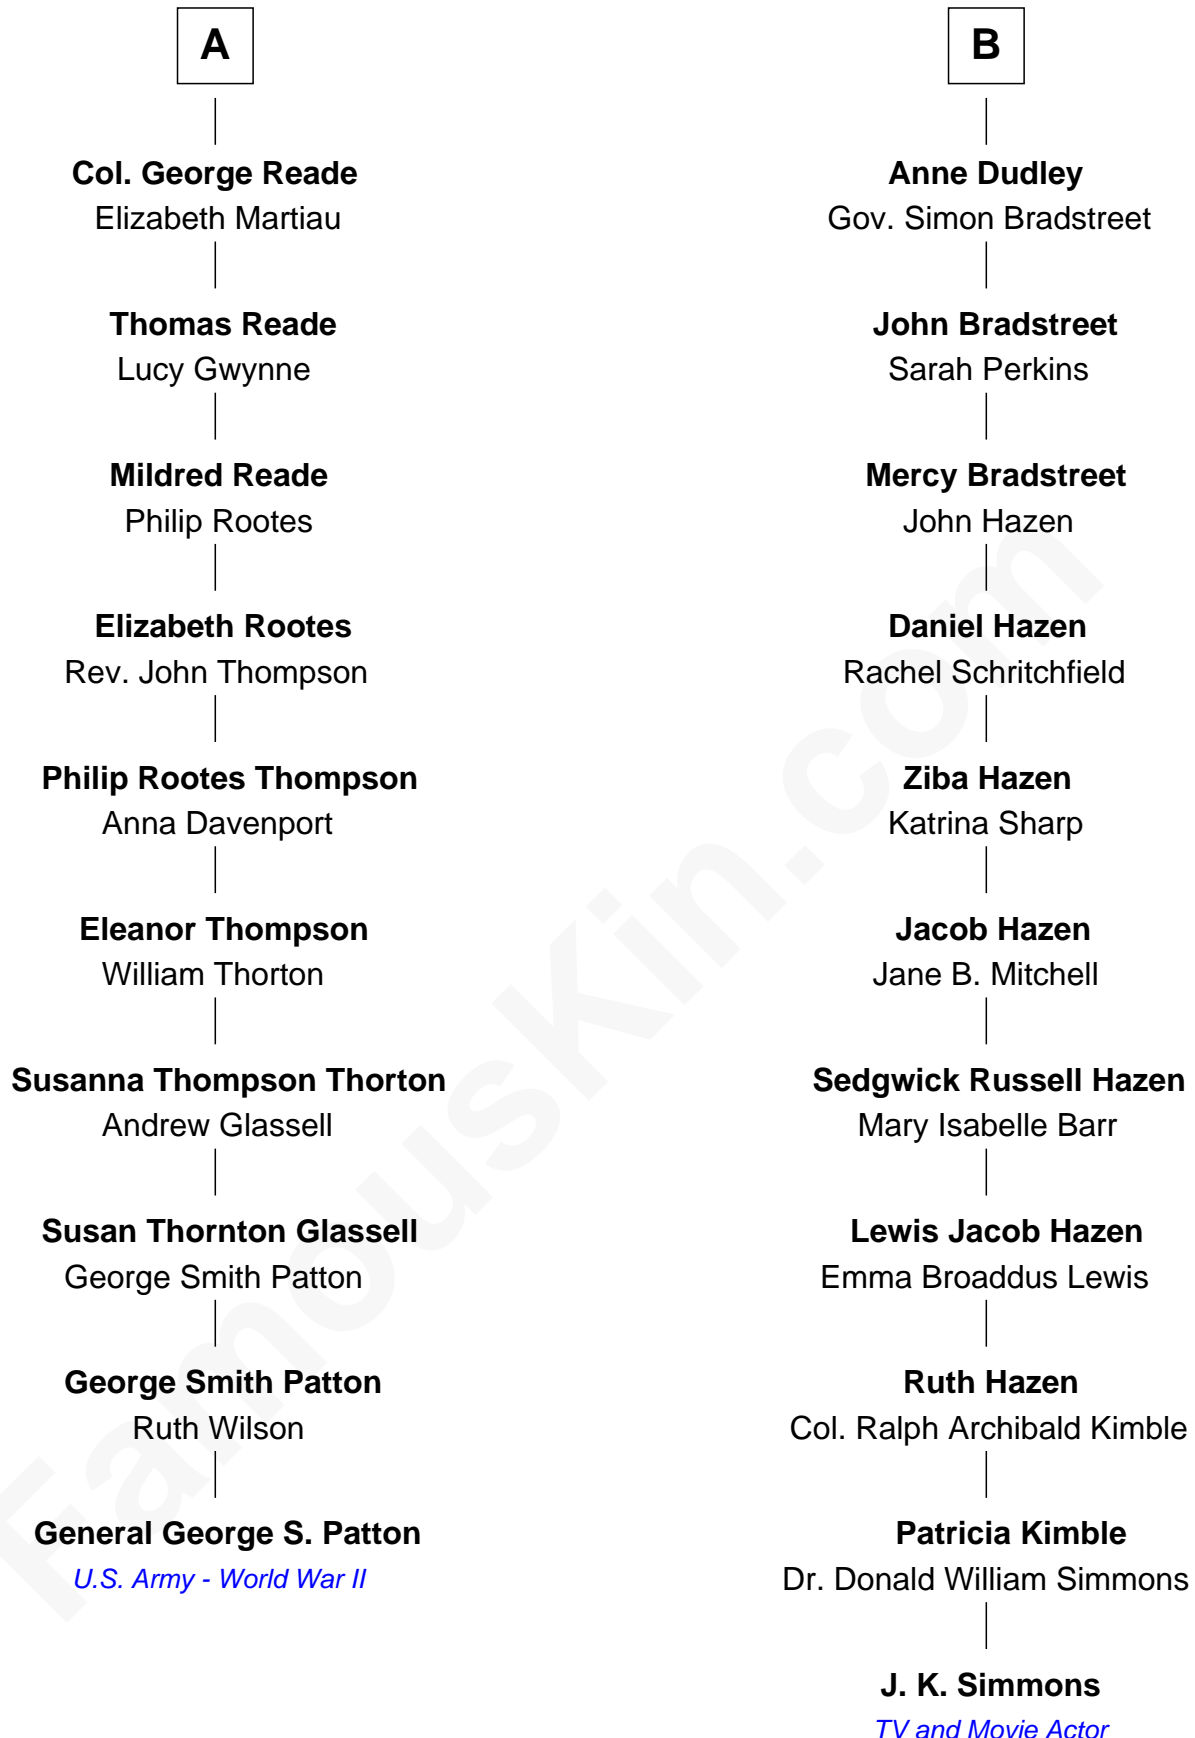 A
Col. George Reade
Elizabeth Martiau
Thomas Reade
Lucy Gwynne
Mildred Reade
Philip Rootes
Elizabeth Rootes
Rev. John Thompson
Philip Rootes Thompson
Anna Davenport
Eleanor Thompson
William Thorton
Susanna Thompson Thorton
Andrew Glassell
Susan Thornton Glassell
George Smith Patton
George Smith Patton
Ruth Wilson
General George S. Patton
U.S. Army - World War II
B
Anne Dudley
Gov. Simon Bradstreet
John Bradstreet
Sarah Perkins
Mercy Bradstreet
John Hazen
Daniel Hazen
Rachel Schritchfield
Ziba Hazen
Katrina Sharp
Jacob Hazen
Jane B. Mitchell
Sedgwick Russell Hazen
Mary Isabelle Barr
Lewis Jacob Hazen
Emma Broaddus Lewis
Ruth Hazen
Col. Ralph Archibald Kimble
Patricia Kimble
Dr. Donald William Simmons
J. K. Simmons
TV and Movie Actor
FamousKin.com